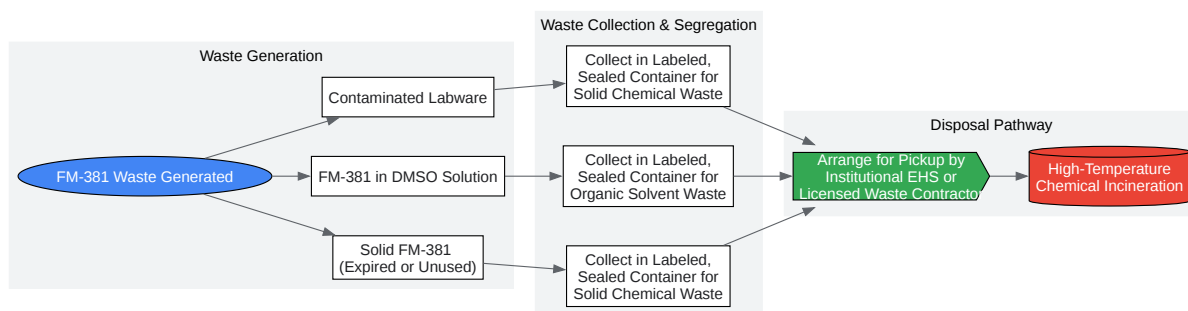 Waste Generation
FM-381 Waste Generated
Contaminated Labware
FM-381 in DMSO Solution
Solid FM-381
(Expired or Unused)
Waste Collection & Segregation
Collect in Labeled,
Sealed Container for
Solid Chemical Waste
Collect in Labeled,
Sealed Container for
Organic Solvent Waste
Collect in Labeled,
Sealed Container for
Solid Chemical Waste
Disposal Pathway
Arrange for Pickup by
Institutional EHS or
Licensed Waste Contractor
High-Temperature
Chemical Incineration